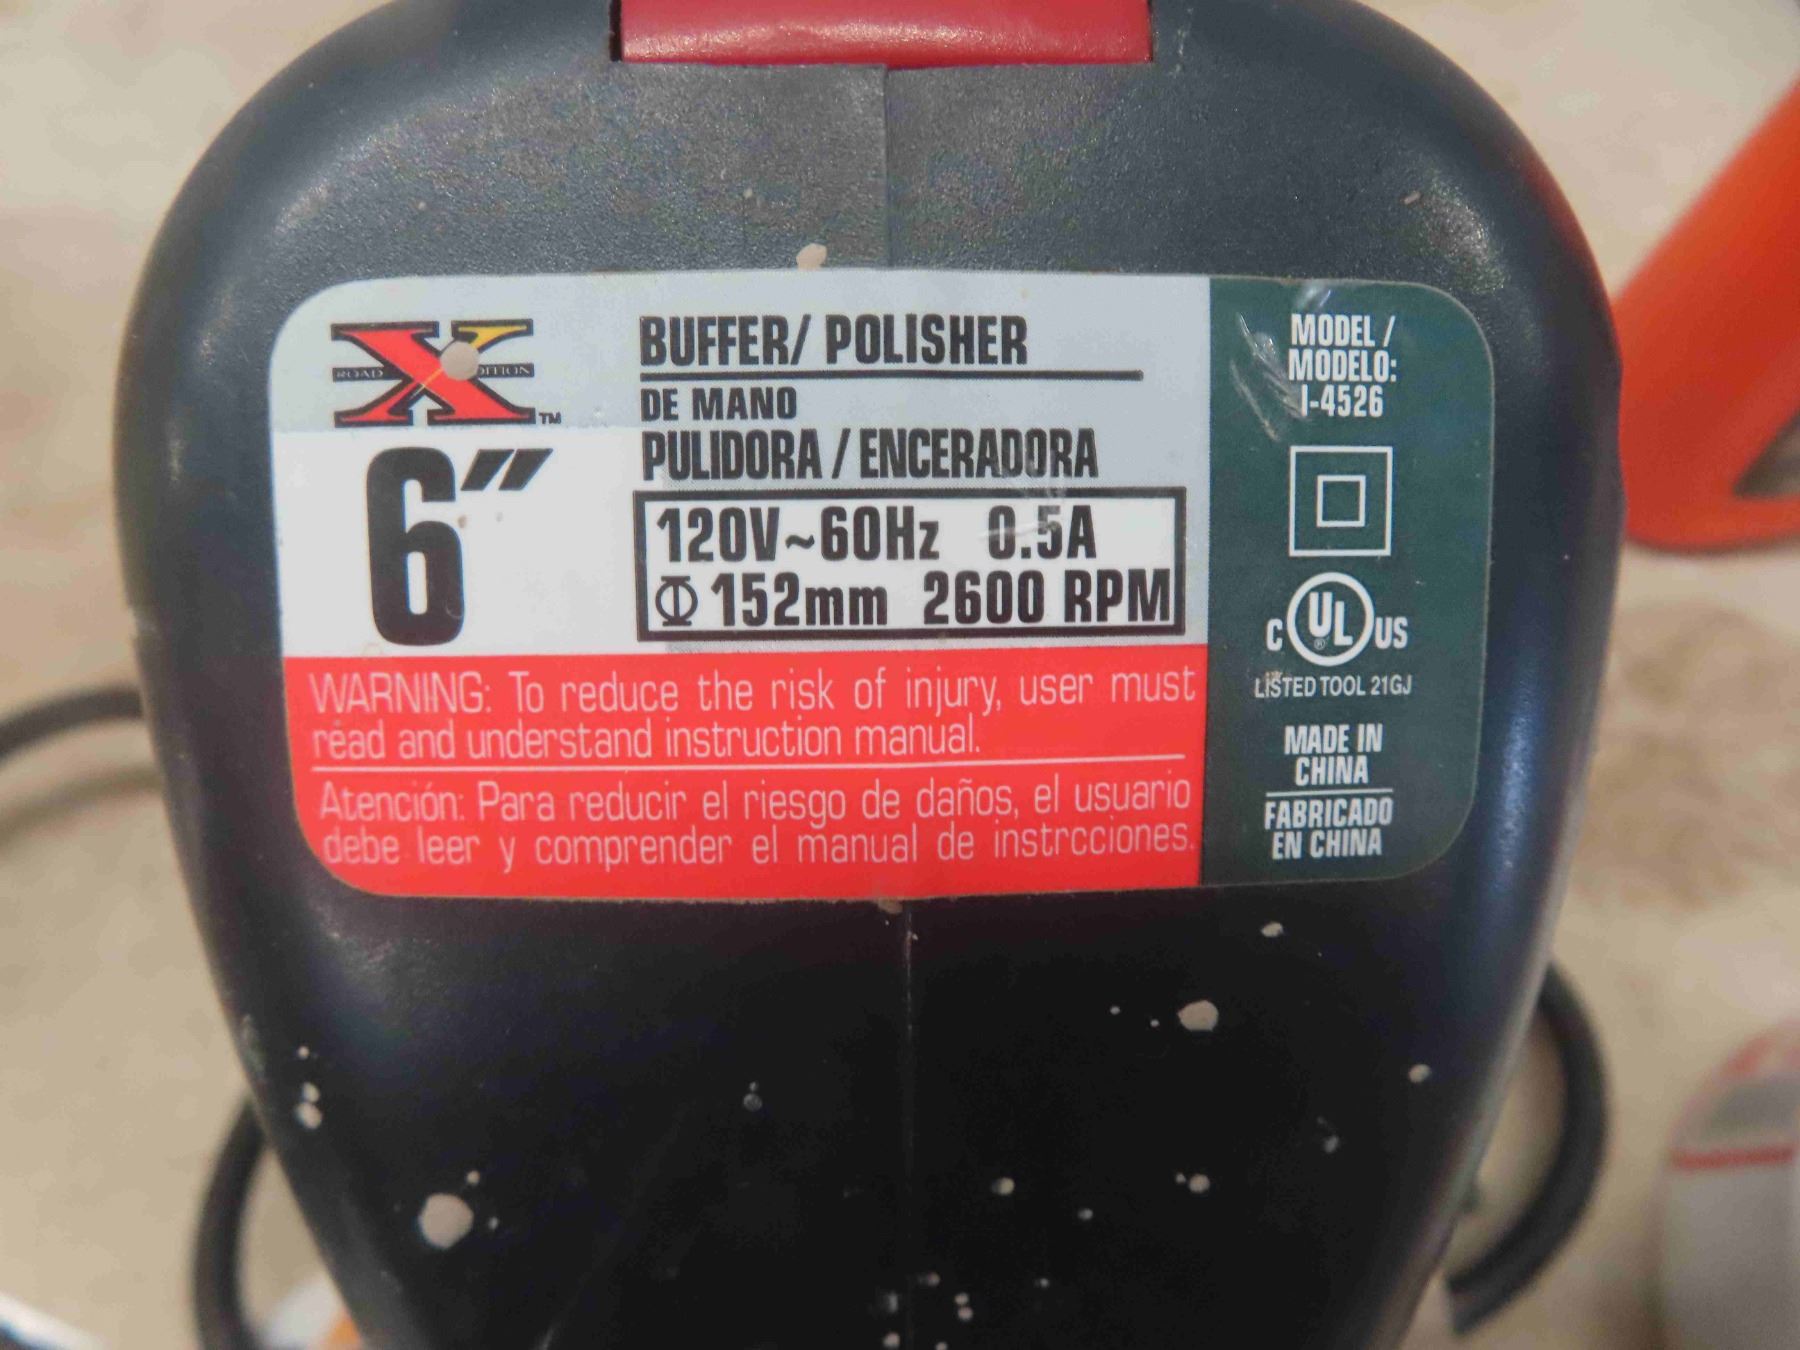 ROAD EDITION
TM
6"
BUFFER/ POLISHER
DE MANO
PULIDORA / ENCERADORA
120V~60Hz 0.5A
Φ 152mm 2600 RPM
WARNING: To reduce the risk of injury, user must
read and understand instruction manual.
Atención: Para reducir el riesgo de daños, el usuario
debe leer y comprender el manual de instrcciones.
MODEL /
MODELO:
I-4526
C UL ® US
LISTED TOOL 21GJ
MADE IN
CHINA
FABRICADO
EN CHINA